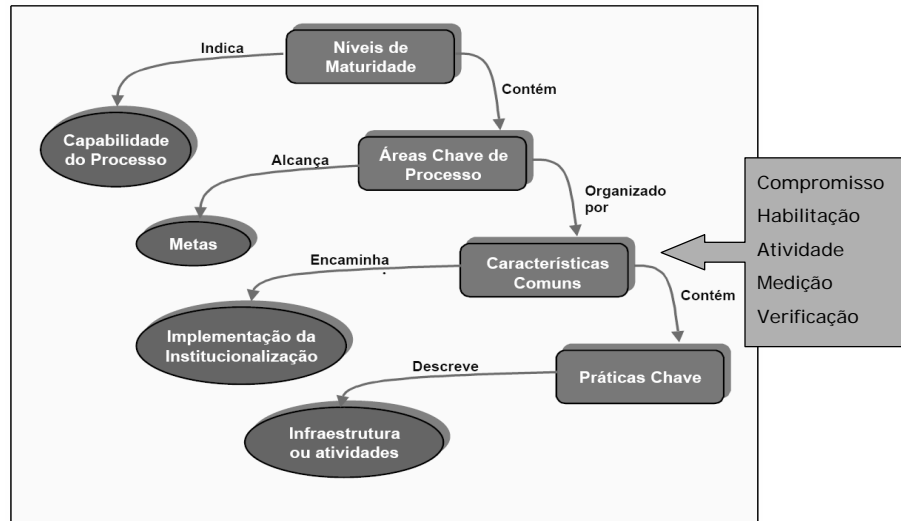 Indica
Níveis de
Maturidade
Contém
Capabilidade
do Processo
Alcança
Áreas Chave de
Processo
Organizado
por
Metas
Encaminha
Características
Comuns
Contém
Implementação da
Institucionalização
Descreve
Práticas Chave
Infraestrutura
ou atividades
Compromisso
Habilitação
Atividade
Medição
Verificação